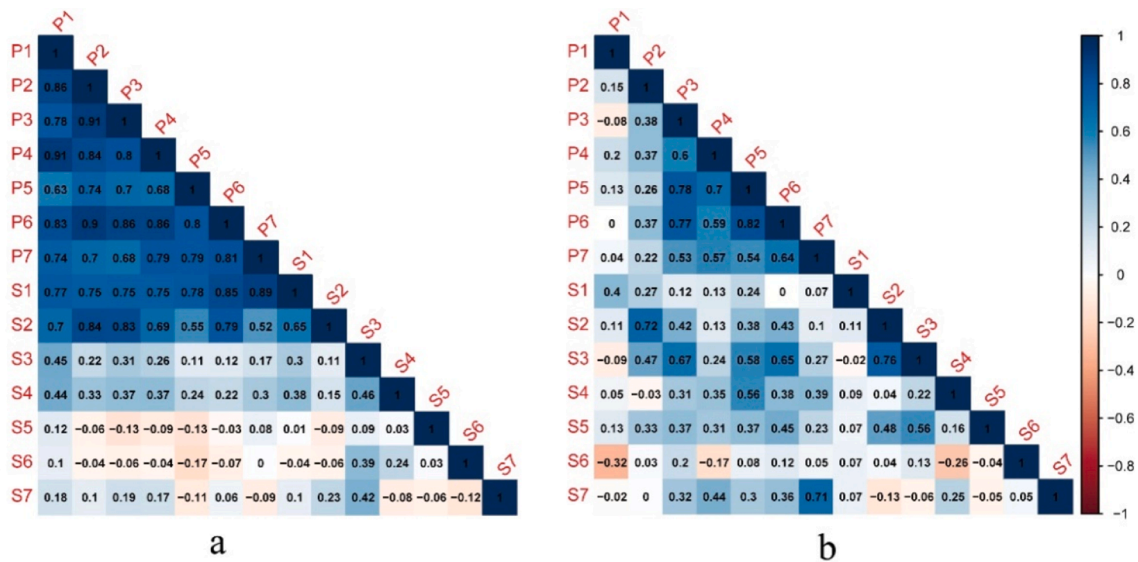 P1
P1 1 P2
P2 0.86 1 P3
P3 0.78 0.91 1 P4
P4 0.91 0.84 0.8 1 P5
P5 0.63 0.74 0.7 0.68 1 P6
P6 0.83 0.9 0.86 0.86 0.8 1 P7
P7 0.74 0.7 0.68 0.79 0.79 0.81 1 S1
S1 0.77 0.75 0.75 0.75 0.78 0.85 0.89 1 S2
S2 0.7 0.84 0.83 0.69 0.55 0.79 0.52 0.65 1 S3
S3 0.45 0.22 0.31 0.26 0.11 0.12 0.17 0.3 0.11 1 S4
S4 0.44 0.33 0.37 0.37 0.24 0.22 0.3 0.38 0.15 0.46 1 S5
S5 0.12 −0.06 −0.13 −0.09 −0.13 −0.03 0.08 0.01 −0.09 0.09 0.03 1 S6
S6 0.1 −0.04 −0.06 −0.04 −0.17 −0.07 0 −0.04 −0.06 0.39 0.24 0.03 1 S7
S7 0.18 0.1 0.19 0.17 −0.11 0.06 −0.09 0.1 0.23 0.42 −0.08 −0.06 −0.12 1
a
P1
P1 1 P2
P2 0.15 1 P3
P3 −0.08 0.38 1 P4
P4 0.2 0.37 0.6 1 P5
P5 0.13 0.26 0.78 0.7 1 P6
P6 0 0.37 0.77 0.59 0.82 1 P7
P7 0.04 0.22 0.53 0.57 0.54 0.64 1 S1
S1 0.4 0.27 0.12 0.13 0.24 0 0.07 1 S2
S2 0.11 0.72 0.42 0.13 0.38 0.43 0.1 0.11 1 S3
S3 −0.09 0.47 0.67 0.24 0.58 0.65 0.27 −0.02 0.76 1 S4
S4 0.05 −0.03 0.31 0.35 0.56 0.38 0.39 0.09 0.04 0.22 1 S5
S5 0.13 0.33 0.37 0.31 0.37 0.45 0.23 0.07 0.48 0.56 0.16 1 S6
S6 −0.32 0.03 0.2 −0.17 0.08 0.12 0.05 0.07 0.04 0.13 −0.26 −0.04 1 S7
S7 −0.02 0 0.32 0.44 0.3 0.36 0.71 0.07 −0.13 −0.06 0.25 −0.05 0.05 1
b
1
0.8
0.6
0.4
0.2
0
−0.2
−0.4
−0.6
−0.8
−1